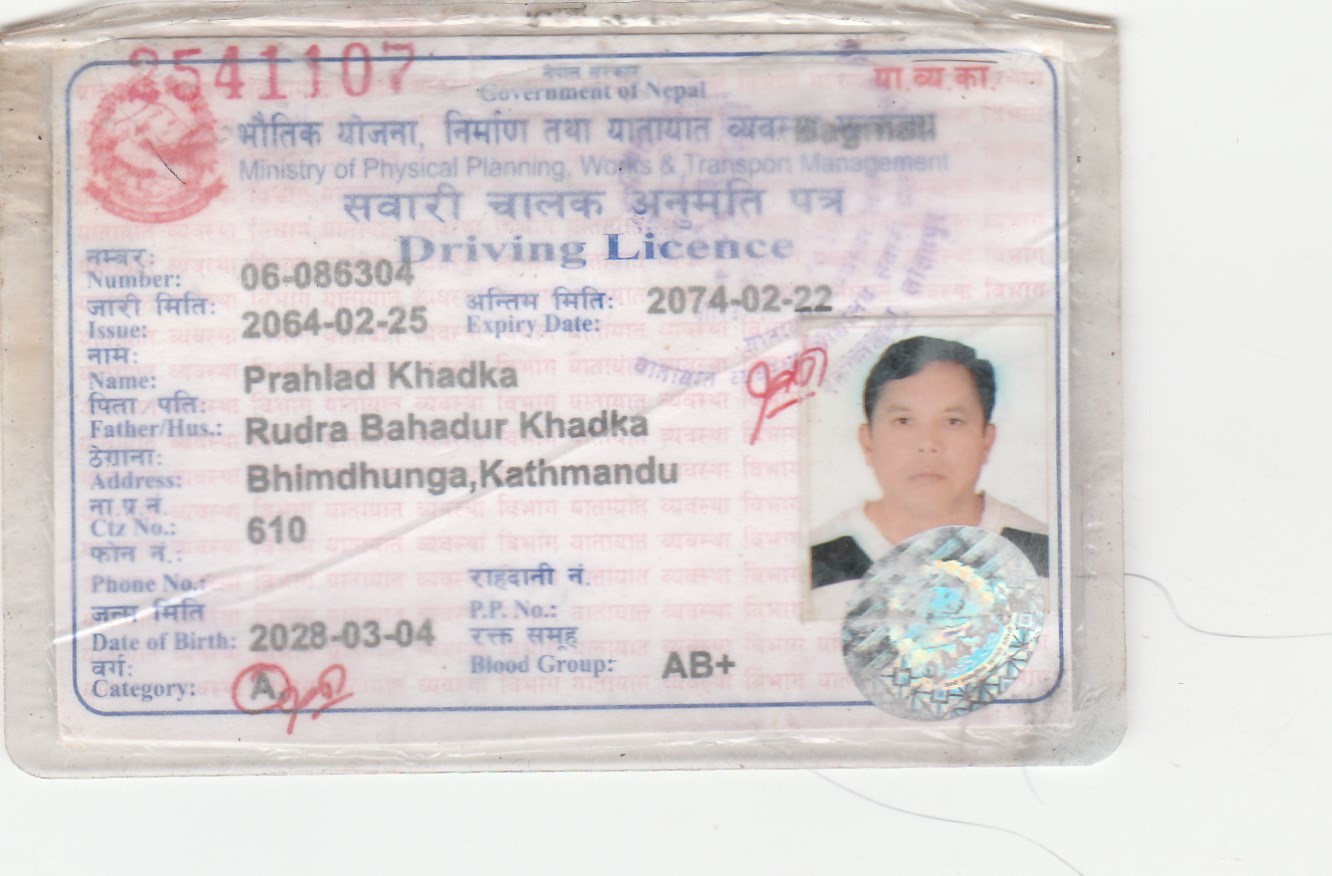 2541107
नेपाल सरकार
Government of Nepal
या.व्य.का.
भौतिक योजना, निर्माण तथा यातायात
Bagmati
Ministry of Physical Planning, Works & Transport Management
सवारी चालक अनुमति पत्र
Driving Licence
नम्बर:
Number: 06-086304
जारी मिति:
Issue: 2064-02-25
अन्तिम मिति:
Expiry Date: 2074-02-22
नाम:
Name: Prahlad Khadka
पिता / पति:
Father/Hus.: Rudra Bahadur Khadka
ठेगाना:
Address: Bhimdhunga,Kathmandu
ना.प्र.नं.
Ctz No.: 610
फोन नं.:
Phone No.:
राहदानी नं.
P.P. No.:
जन्म मिति
Date of Birth: 2028-03-04
रक्त समूह
Blood Group: AB+
वर्ग:
Category: A